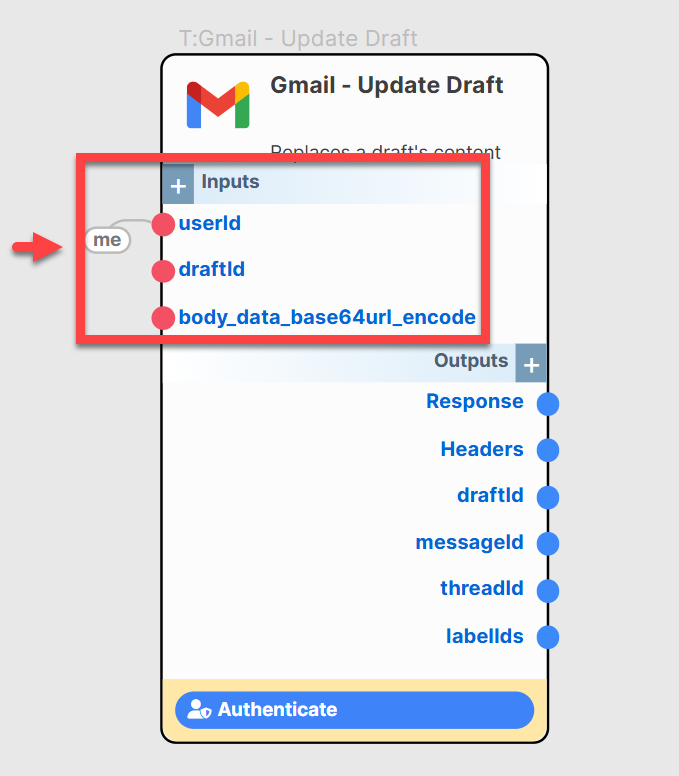 T:Gmail - Update Draft
Gmail - Update Draft
Replaces a draft's content
+ Inputs
me
userId
draftId
body_data_base64url_encode
Outputs +
Response
Headers
draftId
messageId
threadId
labelIds
Authenticate